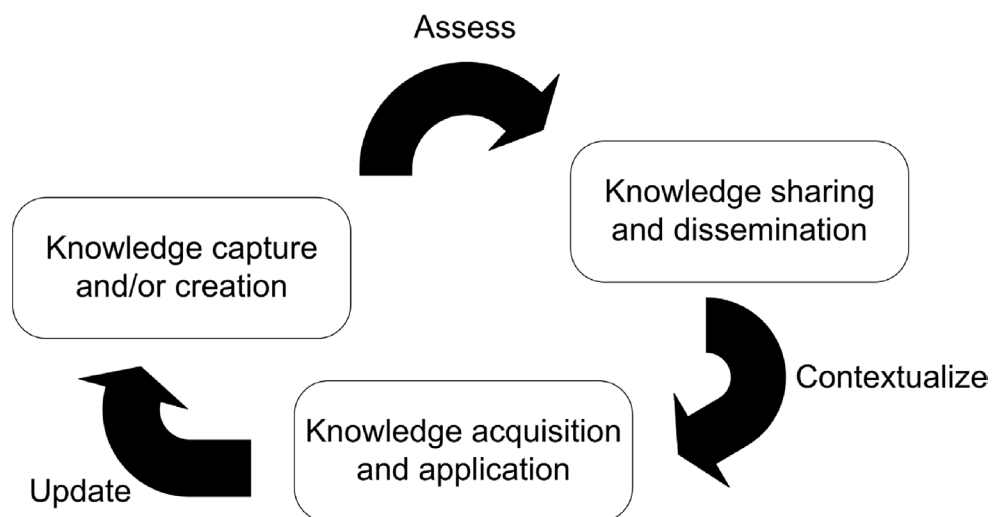 Assess
Knowledge sharing
and dissemination
Knowledge capture
and/or creation
Contextualize
Knowledge acquisition
and application
Update